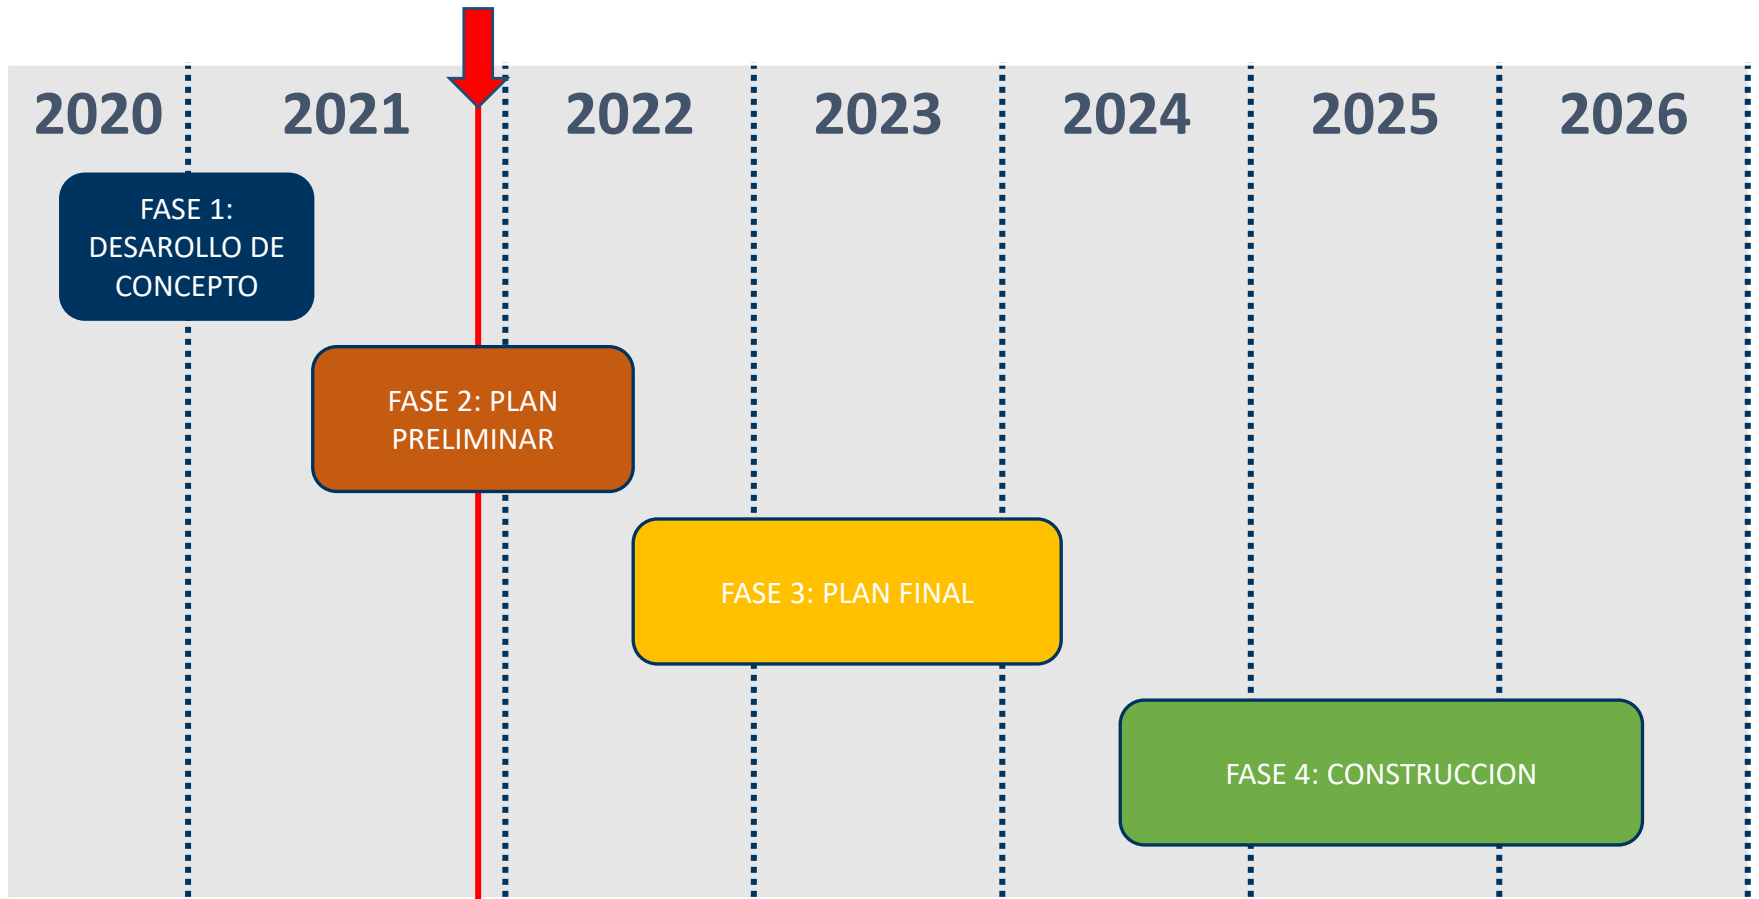 2020 2021 2022 2023 2024 2025 2026
FASE 1:
DESAROLLO DE
CONCEPTO
FASE 2: PLAN
PRELIMINAR
FASE 3: PLAN FINAL
FASE 4: CONSTRUCCION